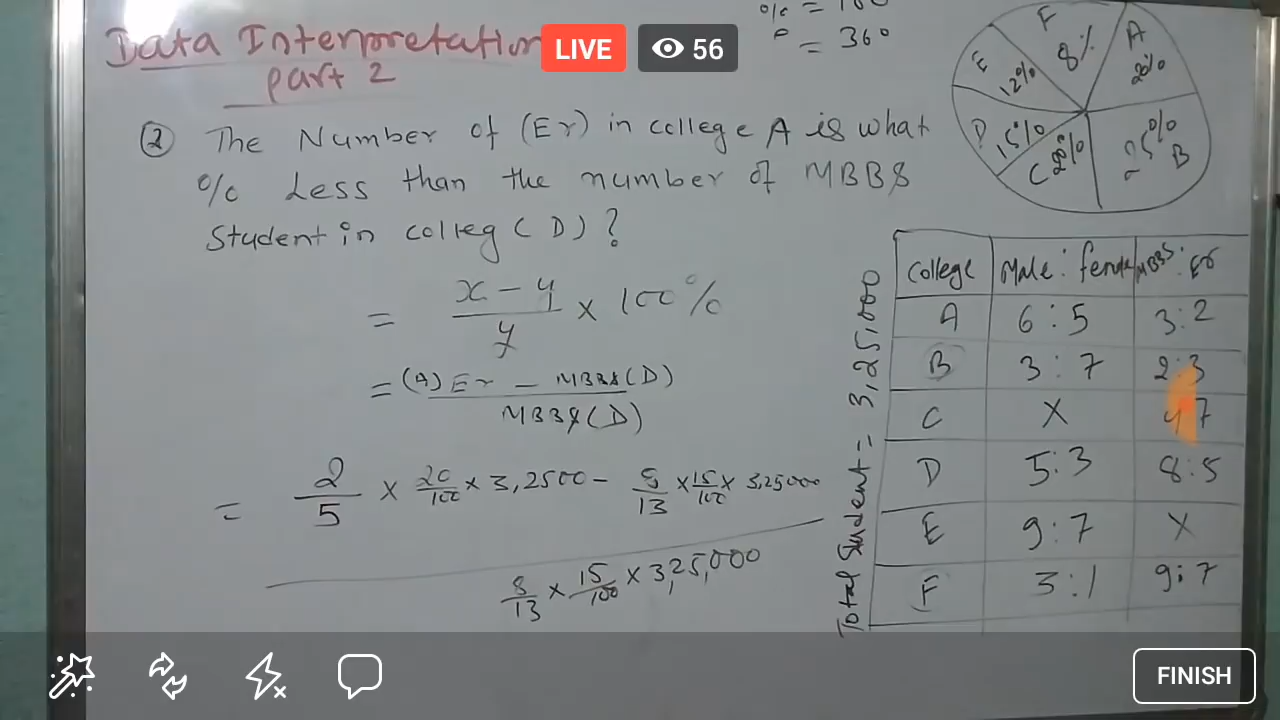 Data Interpretation
part 2
LIVE 56
% = 100
° = 360
F 8%
A 20%
E 12%
D 15%
C 20%
25% B
② The Number of (Er) in college A is what
% Less than the number of MBBS
Student in colleg (D)?
= x - y / y × 100%
= (A) Er - MBBS (D)
MBBS (D)
= 2/5 × 20/100 × 3,2500 - 8/13 × 15/100 × 3,25000
8/13 × 15/100 × 3,25,000
Total Student = 3,25,000
College Male : female MBBS : Er
A 6 : 5 3 : 2
B 3 : 7 2 : 3
C X 4 7
D 5 : 3 8 : 5
E 9 : 7 X
F 3 : 1 9 : 7
FINISH